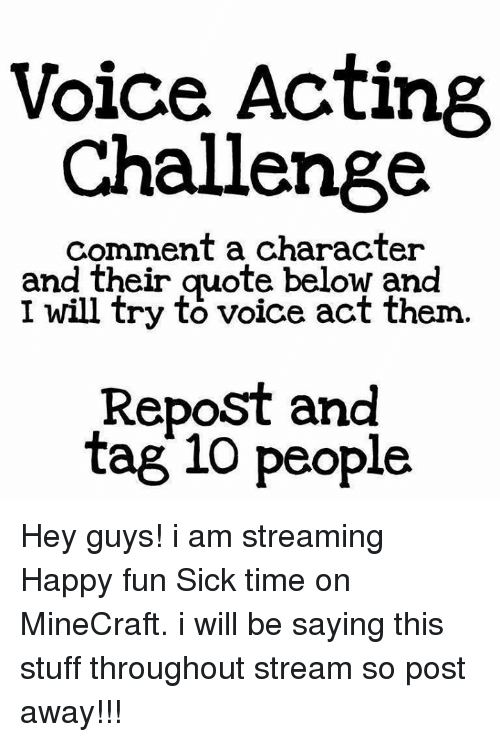 Voice Acting
Challenge
comment a character
and their quote below and
I will try to voice act them.
Repost and
tag 10 people
Hey guys! i am streaming
Happy fun Sick time on
MineCraft. i will be saying this
stuff throughout stream so post
away!!!